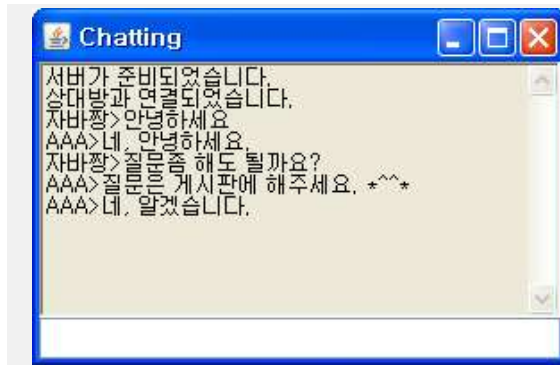 Chatting
서버가 준비되었습니다.
상대방과 연결되었습니다.
자바짱>안녕하세요
AAA>네, 안녕하세요.
자바짱>질문좀 해도 될까요?
AAA>질문은 게시판에 해주세요. *^^*
AAA>네, 알겠습니다.